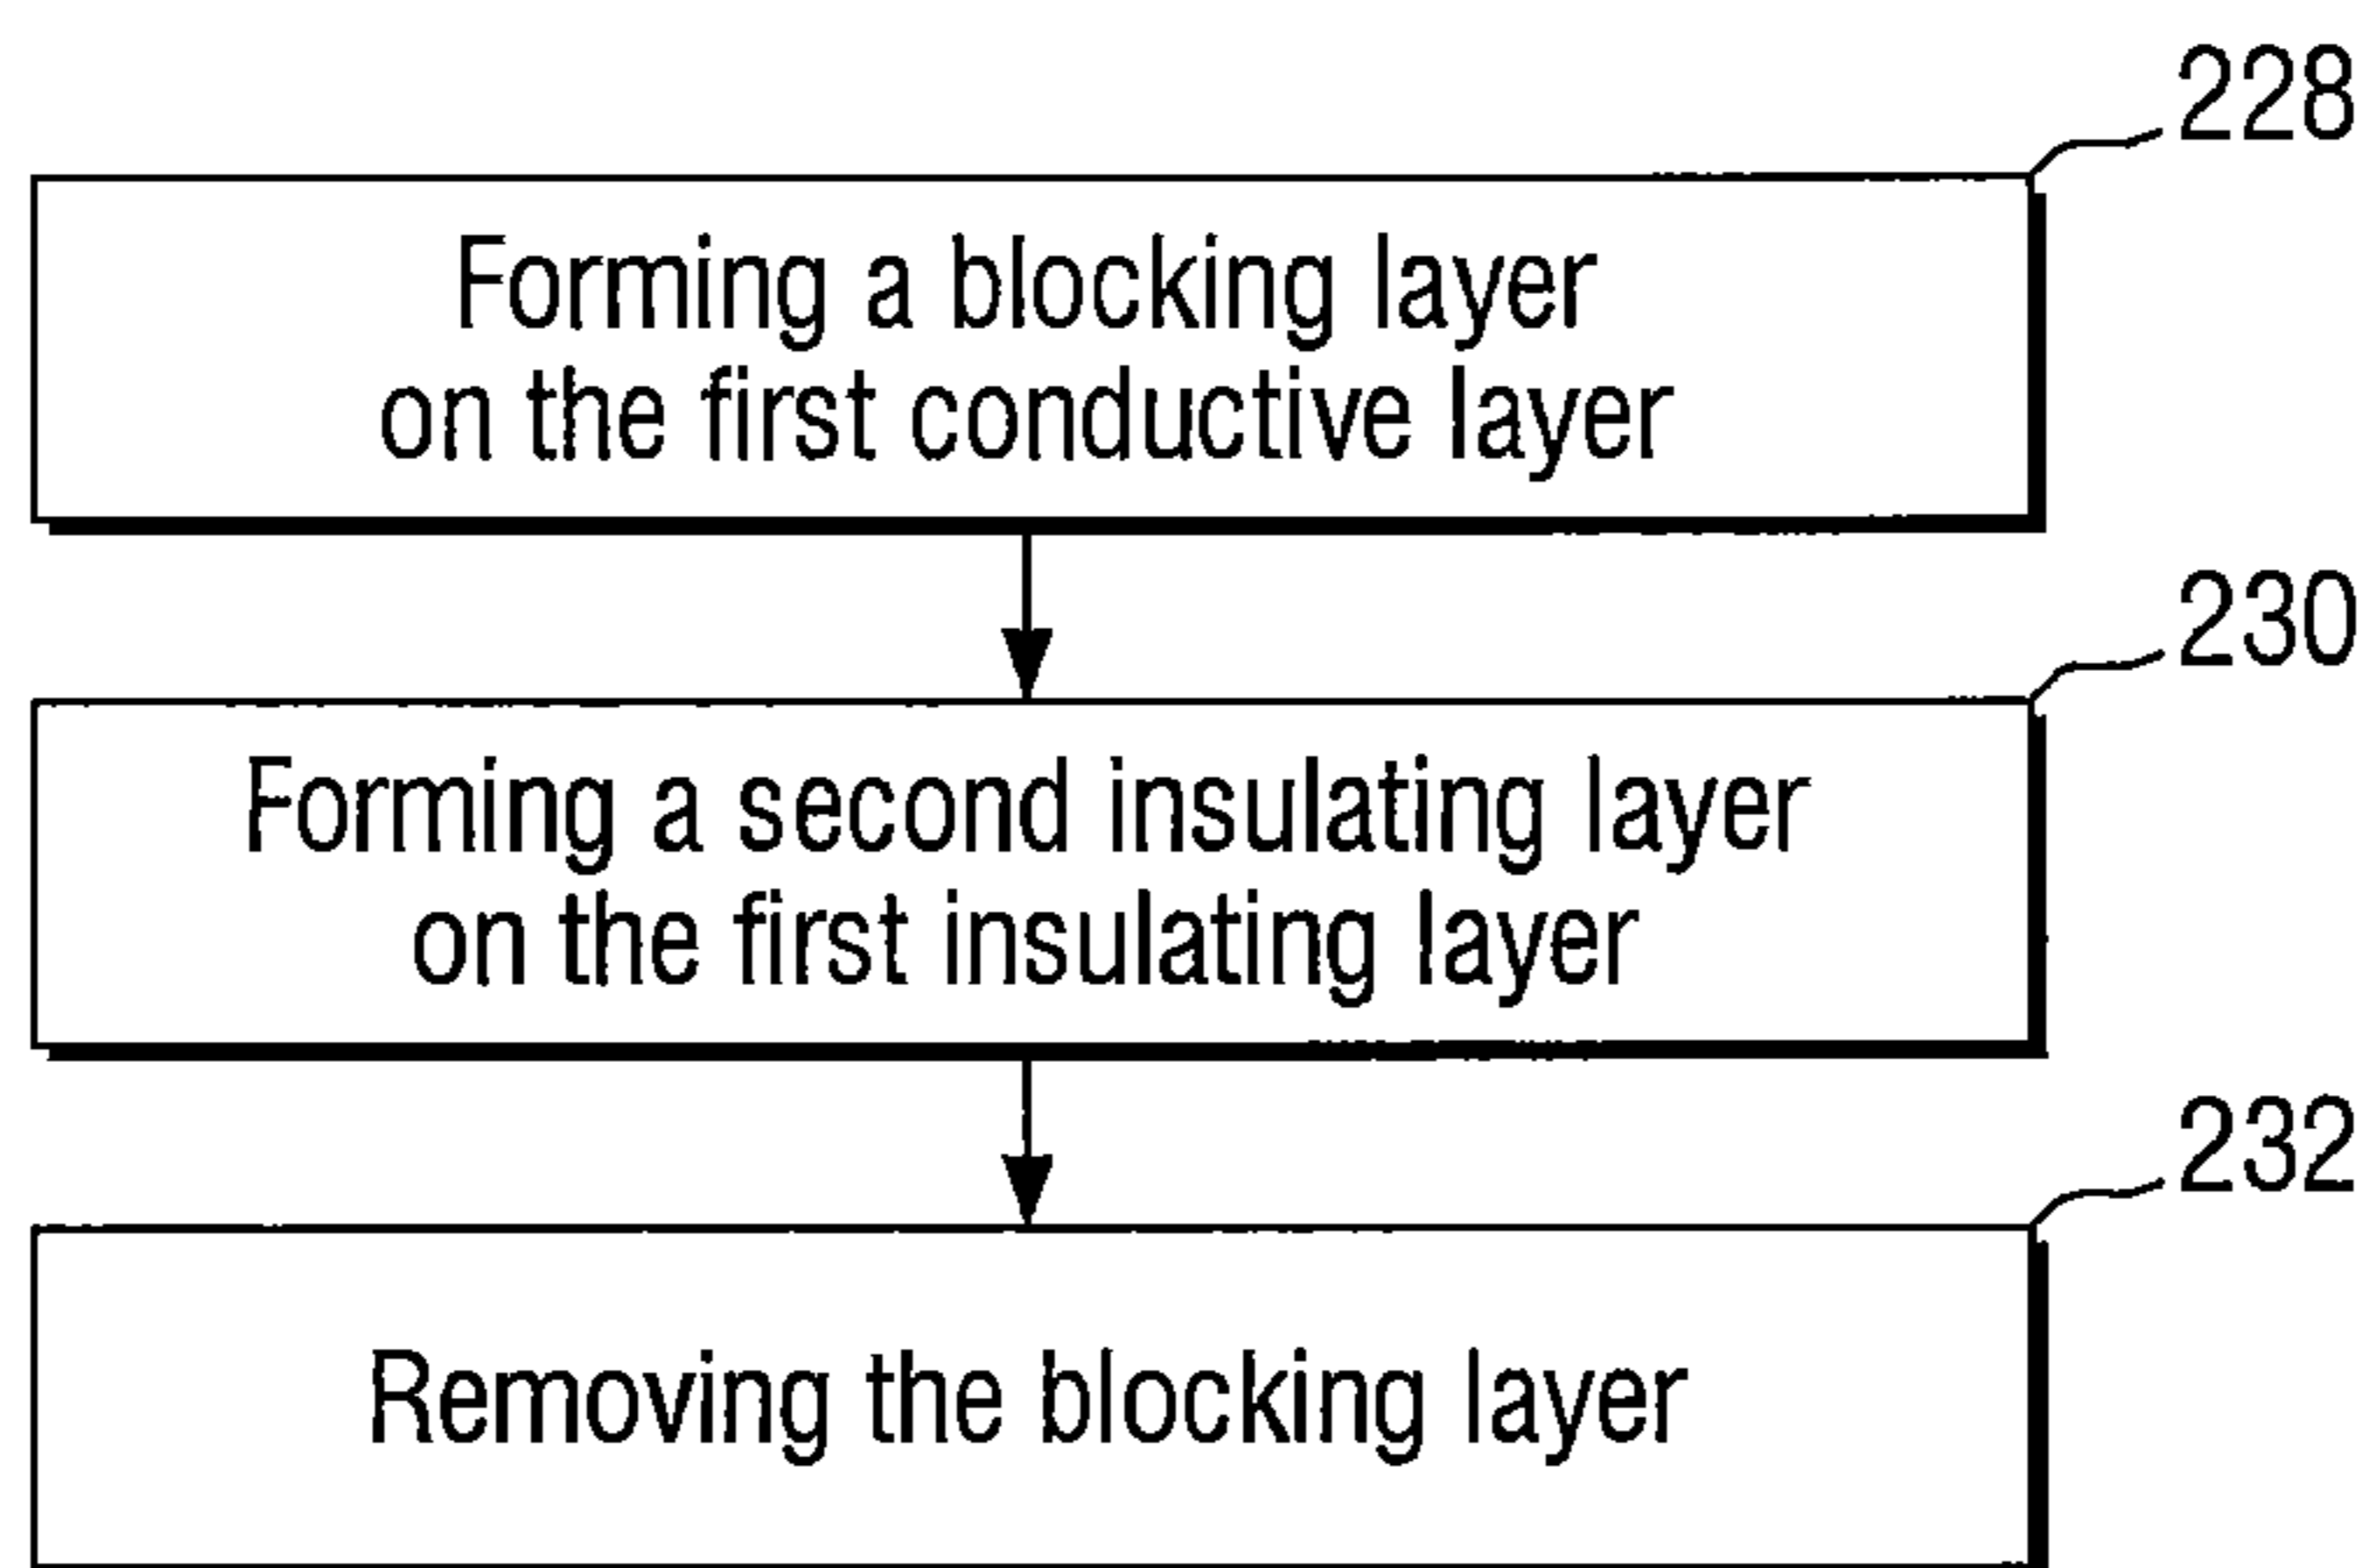 228
Forming a blocking layer
on the first conductive layer
230
Forming a second insulating layer
on the first insulating layer
232
Removing the blocking layer